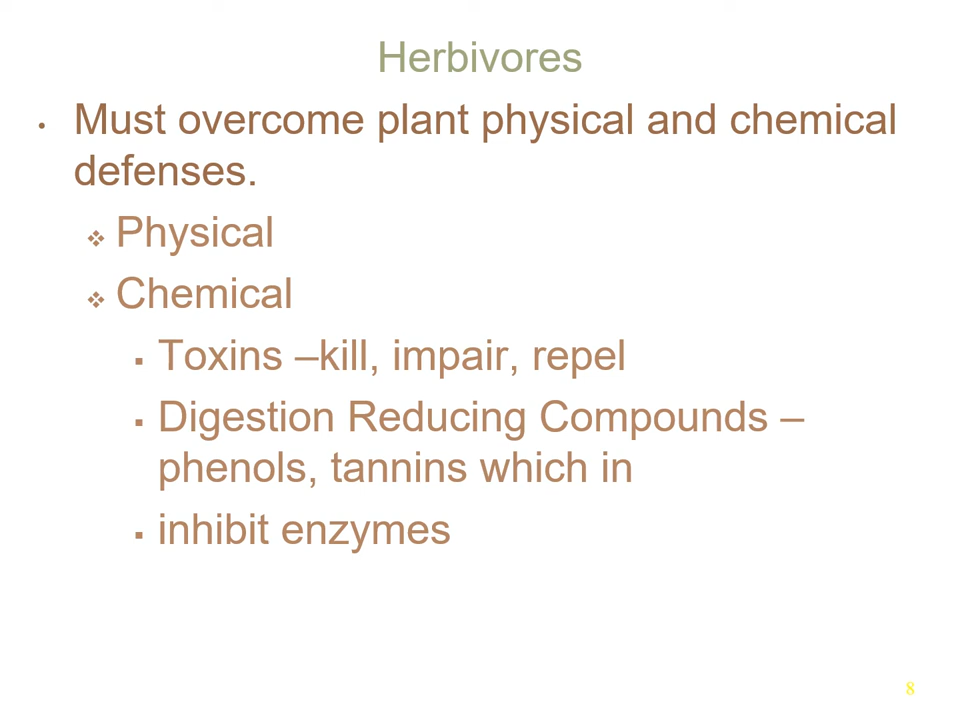 Herbivores
• Must overcome plant physical and chemical
defenses.
❖ Physical
❖ Chemical
▪ Toxins –kill, impair, repel
▪ Digestion Reducing Compounds –
phenols, tannins which in
▪ inhibit enzymes
8